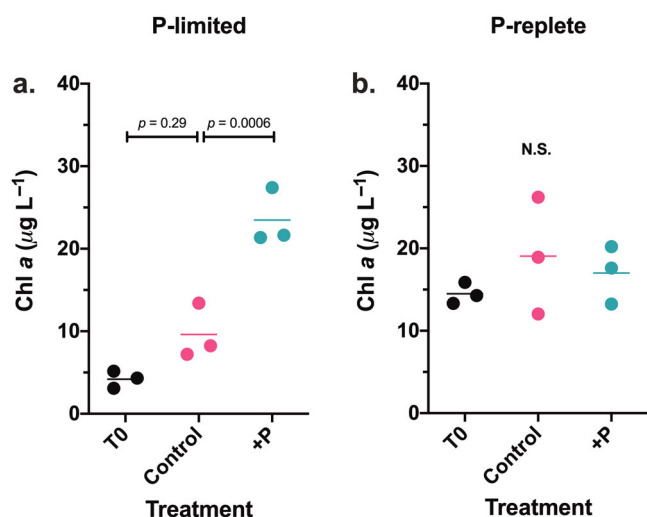 P-limited
P-replete
a.
b.
p = 0.29
p = 0.0006
N.S.
Chl a (µg L⁻¹)
40
30
20
10
0
T0
Control
+P
Treatment
Chl a (µg L⁻¹)
40
30
20
10
0
T0
Control
+P
Treatment